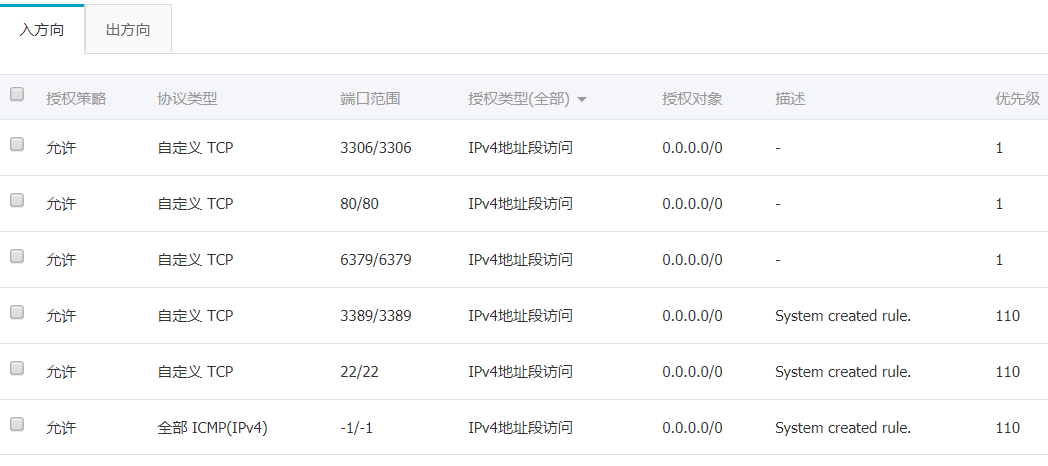 入方向 出方向
授权策略 协议类型 端口范围 授权类型(全部) 授权对象 描述 优先级
允许 自定义 TCP 3306/3306 IPv4地址段访问 0.0.0.0/0 - 1
允许 自定义 TCP 80/80 IPv4地址段访问 0.0.0.0/0 - 1
允许 自定义 TCP 6379/6379 IPv4地址段访问 0.0.0.0/0 - 1
允许 自定义 TCP 3389/3389 IPv4地址段访问 0.0.0.0/0 System created rule. 110
允许 自定义 TCP 22/22 IPv4地址段访问 0.0.0.0/0 System created rule. 110
允许 全部 ICMP(IPv4) -1/-1 IPv4地址段访问 0.0.0.0/0 System created rule. 110